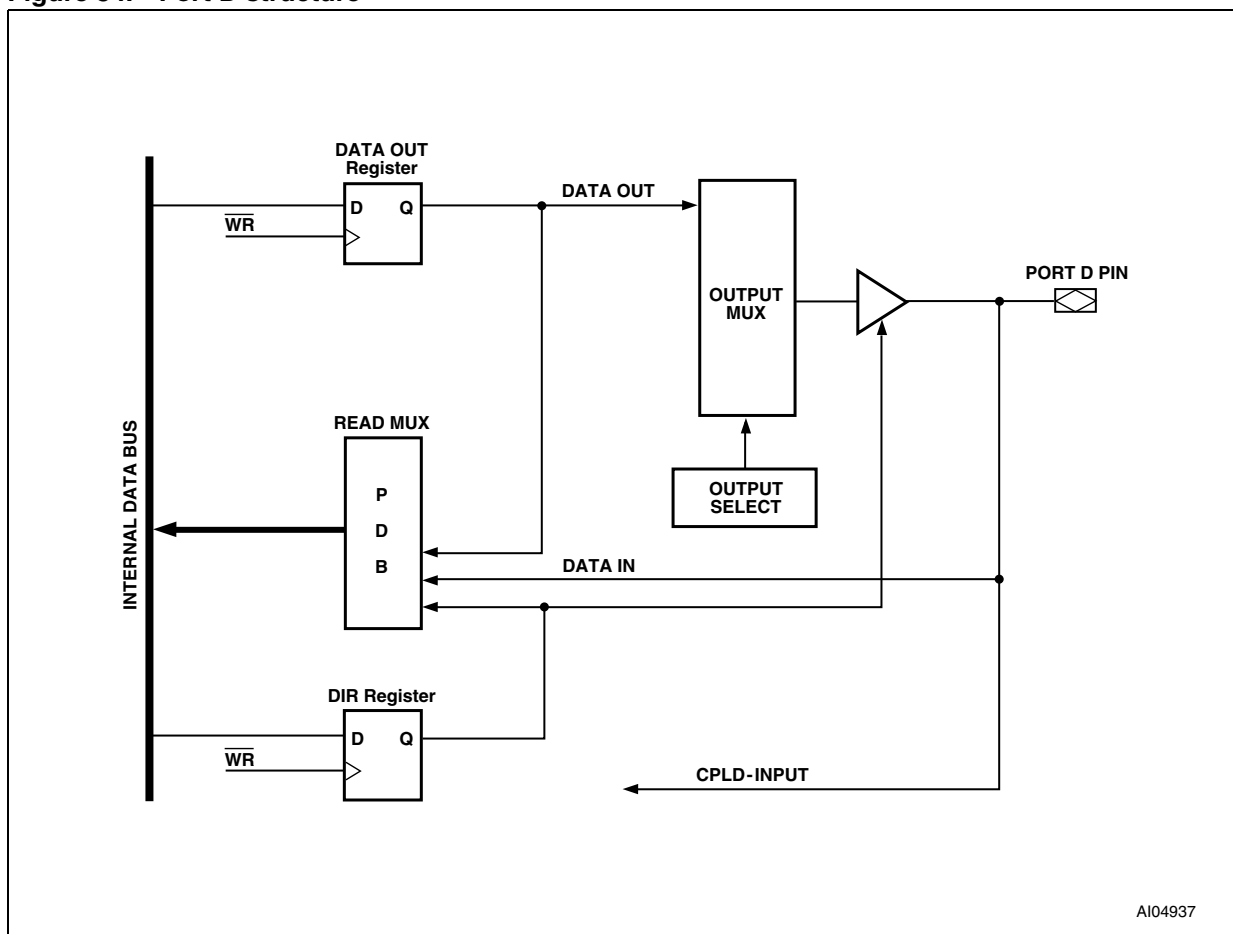 DATA OUT
Register
D Q
WR
DATA OUT
OUTPUT
MUX
PORT D PIN
INTERNAL DATA BUS
READ MUX
P
D
B
OUTPUT
SELECT
DATA IN
DIR Register
D Q
WR
CPLD-INPUT
AI04937